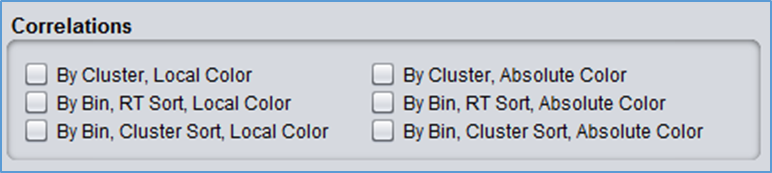 Correlations
By Cluster, Local Color
By Cluster, Absolute Color
By Bin, RT Sort, Local Color
By Bin, RT Sort, Absolute Color
By Bin, Cluster Sort, Local Color
By Bin, Cluster Sort, Absolute Color